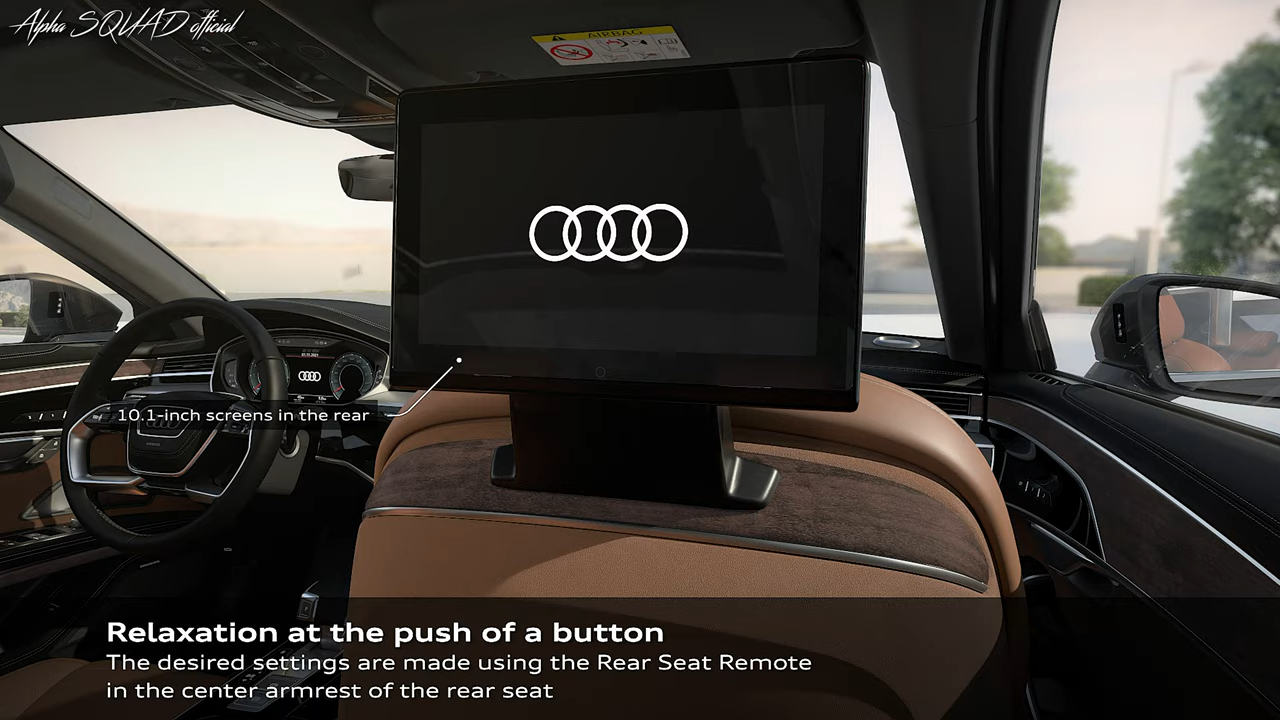 Alpha SQUAD official
AIRBAG
10.1-inch screens in the rear
Relaxation at the push of a button
The desired settings are made using the Rear Seat Remote
in the center armrest of the rear seat